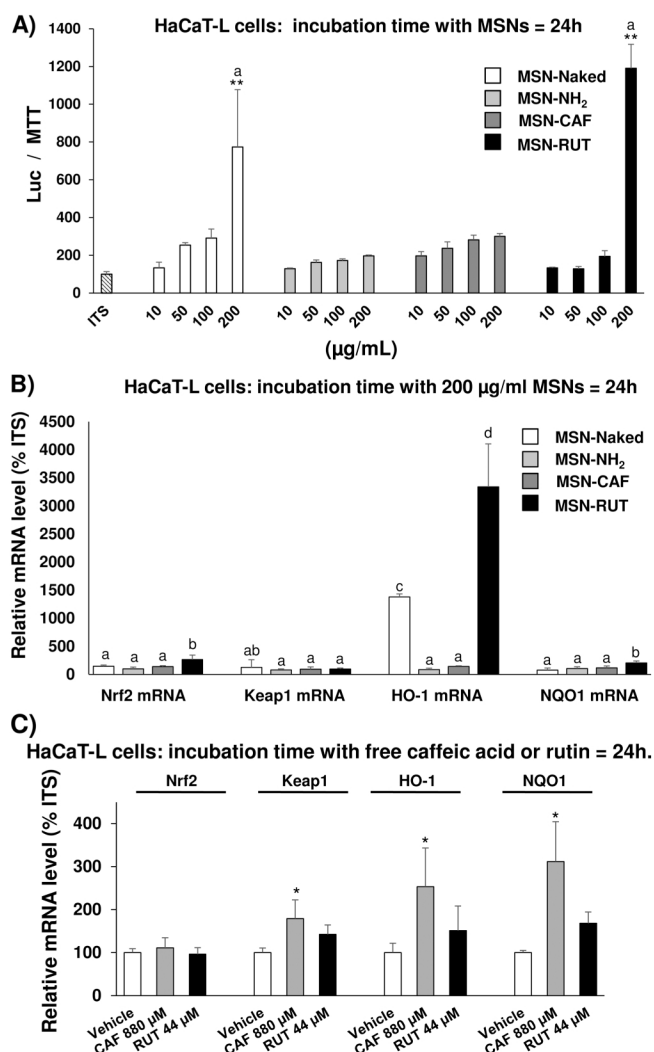 A)
HaCaT-L cells: incubation time with MSNs = 24h
Luc / MTT
1400
1200
1000
800
600
400
200
0
a
**
a
**
MSN-Naked
MSN-NH2
MSN-CAF
MSN-RUT
ITS
10 50 100 200
10 50 100 200
10 50 100 200
10 50 100 200
(µg/mL)
B)
HaCaT-L cells: incubation time with 200 µg/ml MSNs = 24h
Relative mRNA level (% ITS)
4500
4000
3500
3000
2500
2000
1500
1000
500
0
MSN-Naked
MSN-NH2
MSN-CAF
MSN-RUT
a a a b
ab a a a
c a a d
a a a b
Nrf2 mRNA Keap1 mRNA HO-1 mRNA NQO1 mRNA
C)
HaCaT-L cells: incubation time with free caffeic acid or rutin = 24h.
Relative mRNA level (% ITS)
Nrf2 Keap1 HO-1 NQO1
400
300
200
100
0
* * *
Vehicle CAF 880 µM RUT 44 µM
Vehicle CAF 880 µM RUT 44 µM
Vehicle CAF 880 µM RUT 44 µM
Vehicle CAF 880 µM RUT 44 µM